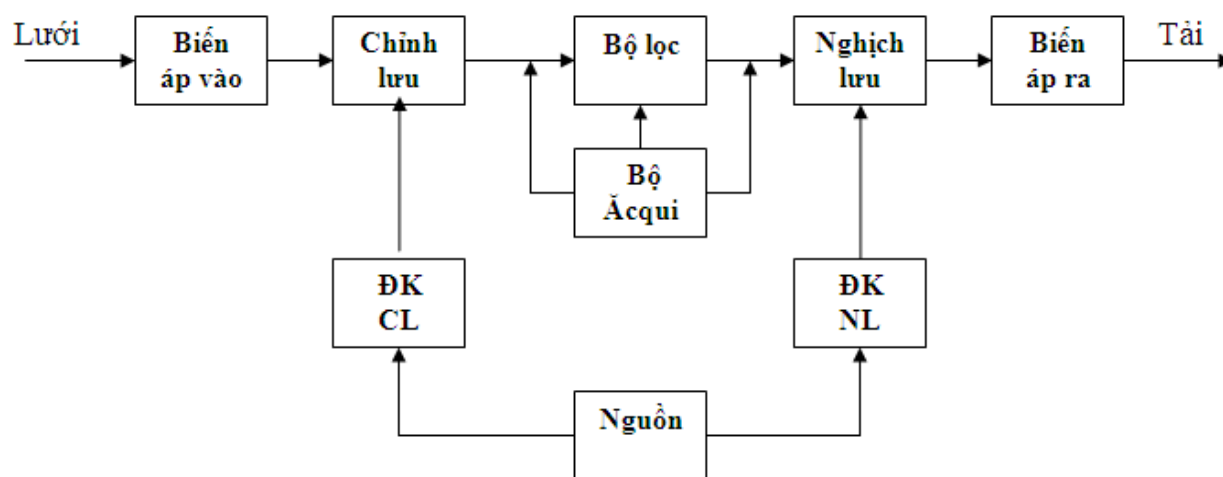 Lưới
Biến
áp vào
Chỉnh
lưu
Bộ lọc
Nghịch
lưu
Biến
áp ra
Tải
Bộ
Ăcqui
ĐK
CL
ĐK
NL
Nguồn